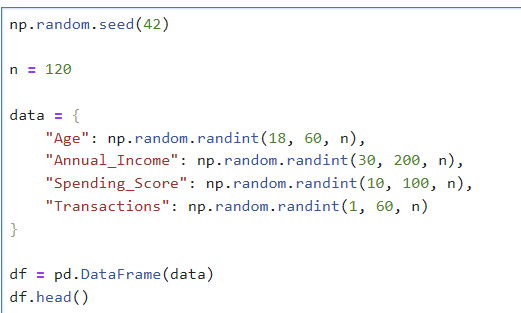 np.random.seed(42)
n = 120
data = {
    "Age": np.random.randint(18, 60, n),
    "Annual_Income": np.random.randint(30, 200, n),
    "Spending_Score": np.random.randint(10, 100, n),
    "Transactions": np.random.randint(1, 60, n)
}
df = pd.DataFrame(data)
df.head()